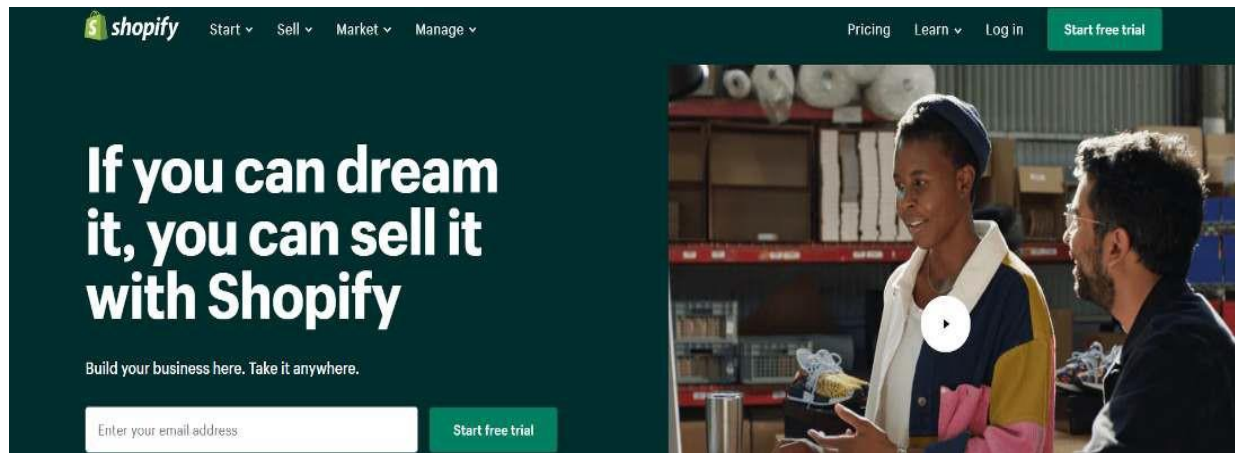 shopify Start Sell Market Manage Pricing Learn Log in Start free trial
If you can dream
it, you can sell it
with Shopify
Build your business here. Take it anywhere.
Enter your email address Start free trial